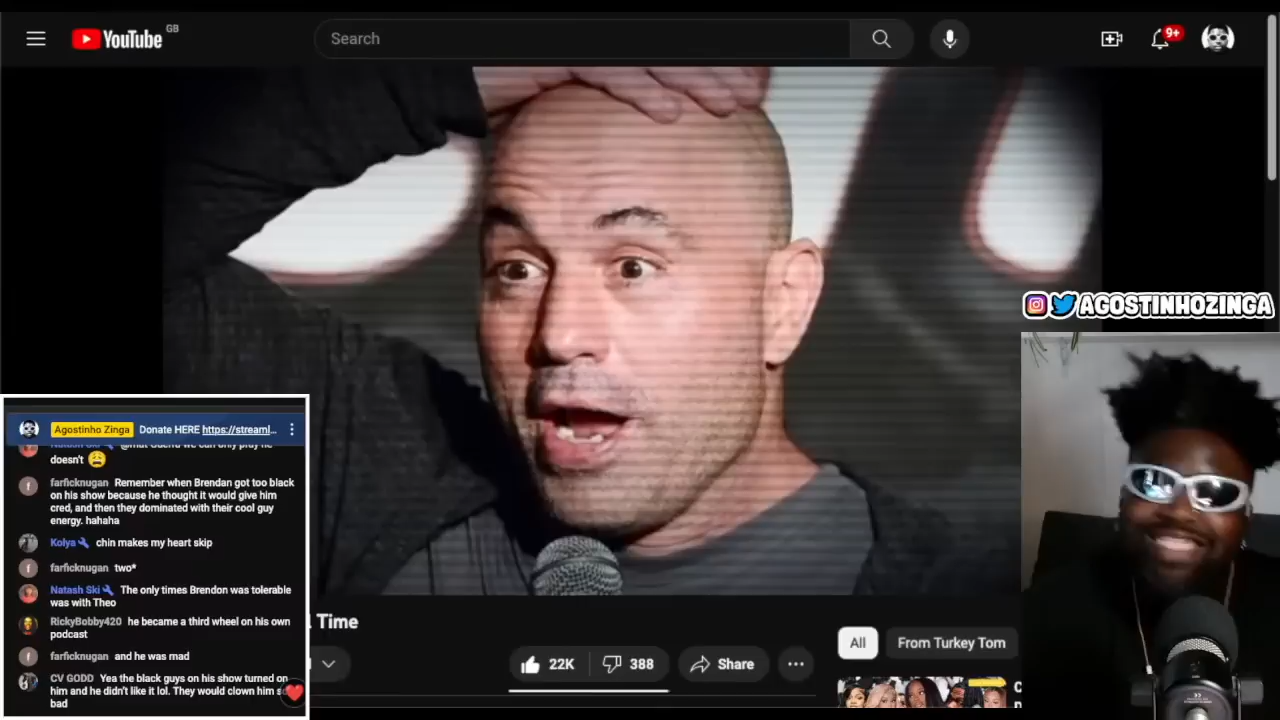 YouTube
GB
Search
9+
AGOSTINHOZINGA
Agostinho Zinga Donate HERE https://streaml...
doesn't 😩
farficknugan Remember when Brendan got too black
on his show because he thought it would give him
cred, and then they dominated with their cool guy
energy. hahaha
Kolya chin makes my heart skip
farficknugan two*
Natash Ski The only times Brendon was tolerable
was with Theo
RickyBobby420 he became a third wheel on his own
podcast
farficknugan and he was mad
CV GODD Yea the black guys on his show turned on
him and he didn't like it lol. They would clown him
bad
Time
22K
388
Share
All
From Turkey Tom